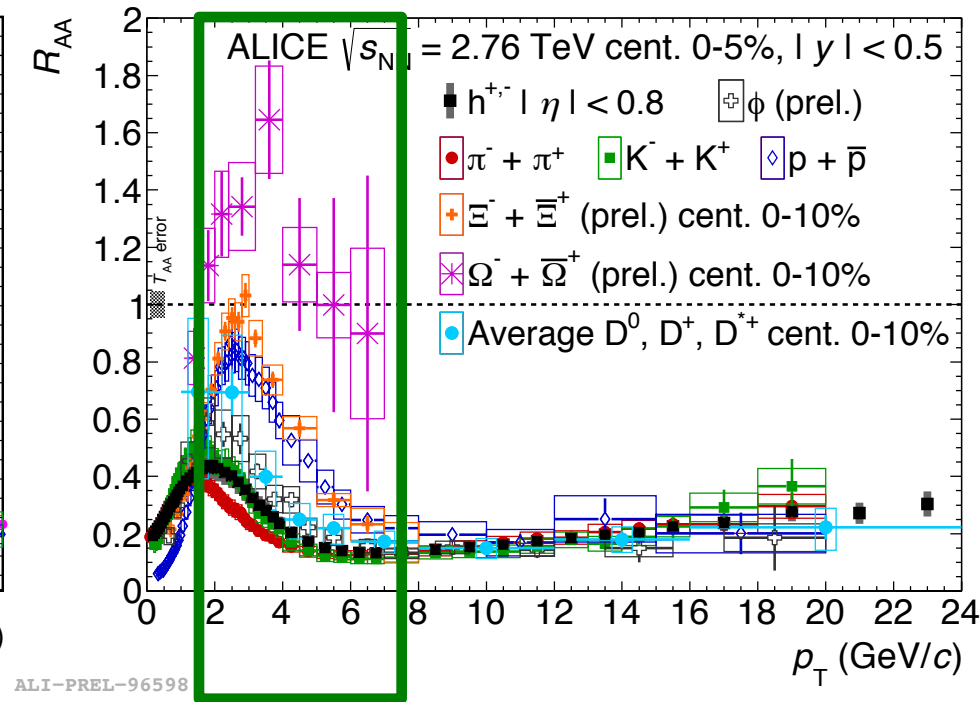 R_AA
2
1.8
1.6
1.4
1.2
1
0.8
0.6
0.4
0.2
0
ALICE √s_NN = 2.76 TeV cent. 0-5%, | y | < 0.5
h^{+,-} | η | < 0.8
ϕ (prel.)
π⁻ + π⁺
K⁻ + K⁺
p + p̅
Ξ⁻ + Ξ̅⁺ (prel.) cent. 0-10%
Ω⁻ + Ω̅⁺ (prel.) cent. 0-10%
Average D⁰, D⁺, D*⁺ cent. 0-10%
T_AA error
0 2 4 6 8 10 12 14 16 18 20 22 24
p_T (GeV/c)
)
ALI-PREL-96598